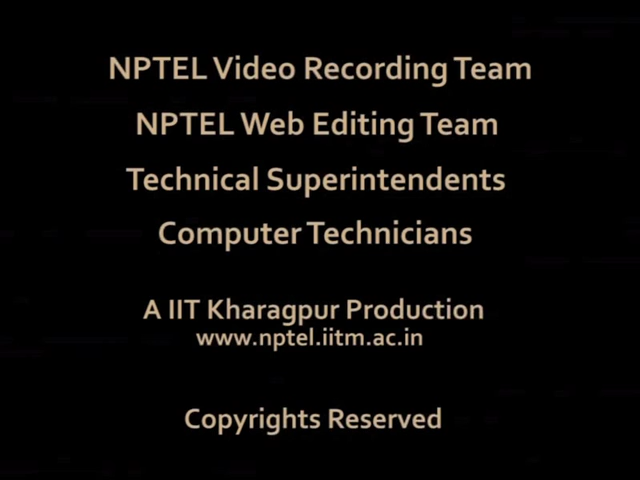 NPTEL Video Recording Team
NPTEL Web Editing Team
Technical Superintendents
Computer Technicians
A IIT Kharagpur Production
www.nptel.iitm.ac.in
Copyrights Reserved